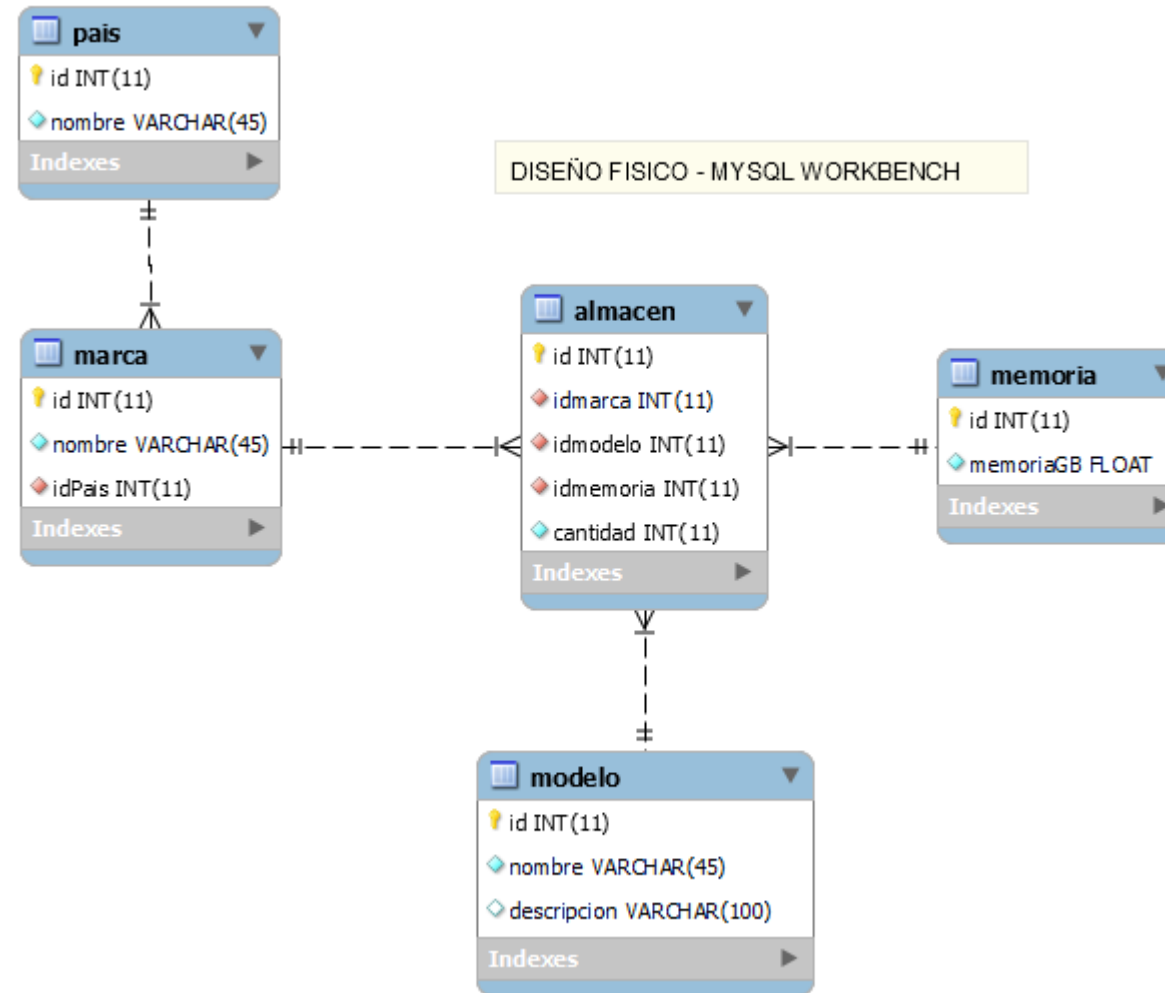 pais
id INT(11)
nombre VARCHAR(45)
Indexes
DISEÑO FISICO - MYSQL WORKBENCH
marca
id INT(11)
nombre VARCHAR(45)
idPais INT(11)
Indexes
almacen
id INT(11)
idmarca INT(11)
idmodelo INT(11)
idmemoria INT(11)
cantidad INT(11)
Indexes
memoria
id INT(11)
memoriaGB FLOAT
Indexes
modelo
id INT(11)
nombre VARCHAR(45)
descripcion VARCHAR(100)
Indexes